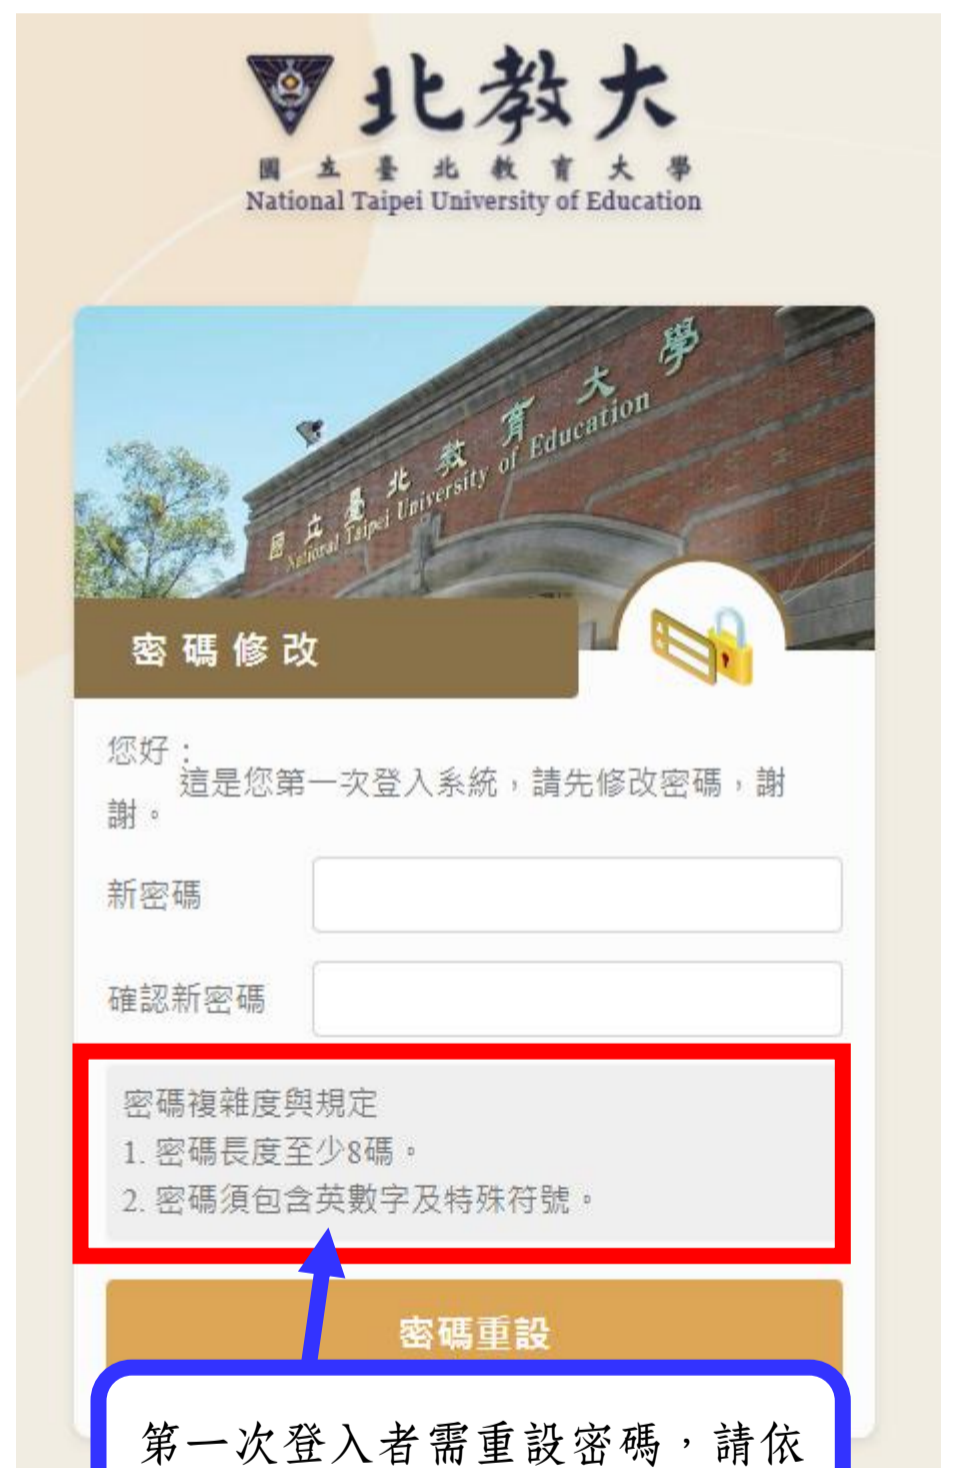 北教大
國立臺北教育大學
National Taipei University of Education
國立臺北教育大學
National Taipei University of Education
密碼修改
您好：
這是您第一次登入系統，請先修改密碼，謝
謝。
新密碼
確認新密碼
密碼複雜度與規定
1. 密碼長度至少8碼。
2. 密碼須包含英數字及特殊符號。
密碼重設
第一次登入者需重設密碼，請依